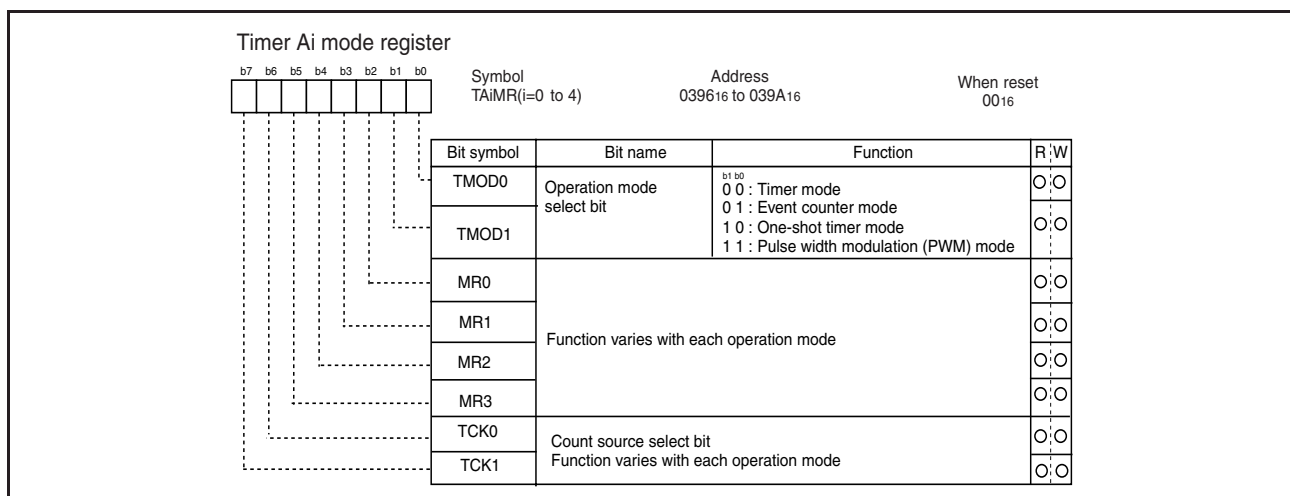 Timer Ai mode register
b7 b6 b5 b4 b3 b2 b1 b0
Symbol Address When reset
TAiMR(i=0 to 4) 039616 to 039A16 0016
Bit symbol Bit name Function R W
TMOD0 Operation mode select bit
b1 b0
0 0 : Timer mode
0 1 : Event counter mode
TMOD1
1 0 : One-shot timer mode
1 1 : Pulse width modulation (PWM) mode
MR0
MR1
Function varies with each operation mode
MR2
MR3
TCK0
Count source select bit
Function varies with each operation mode
TCK1